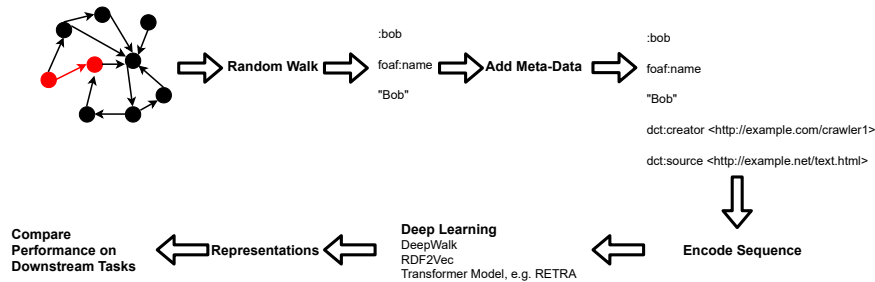 Random Walk
:bob
foaf:name
"Bob"
Add Meta-Data
:bob
foaf:name
"Bob"
dct:creator <http://example.com/crawler1>
dct:source <http://example.net/text.html>
Encode Sequence
Deep Learning
DeepWalk
RDF2Vec
Transformer Model, e.g. RETRA
Representations
Compare
Performance on
Downstream Tasks